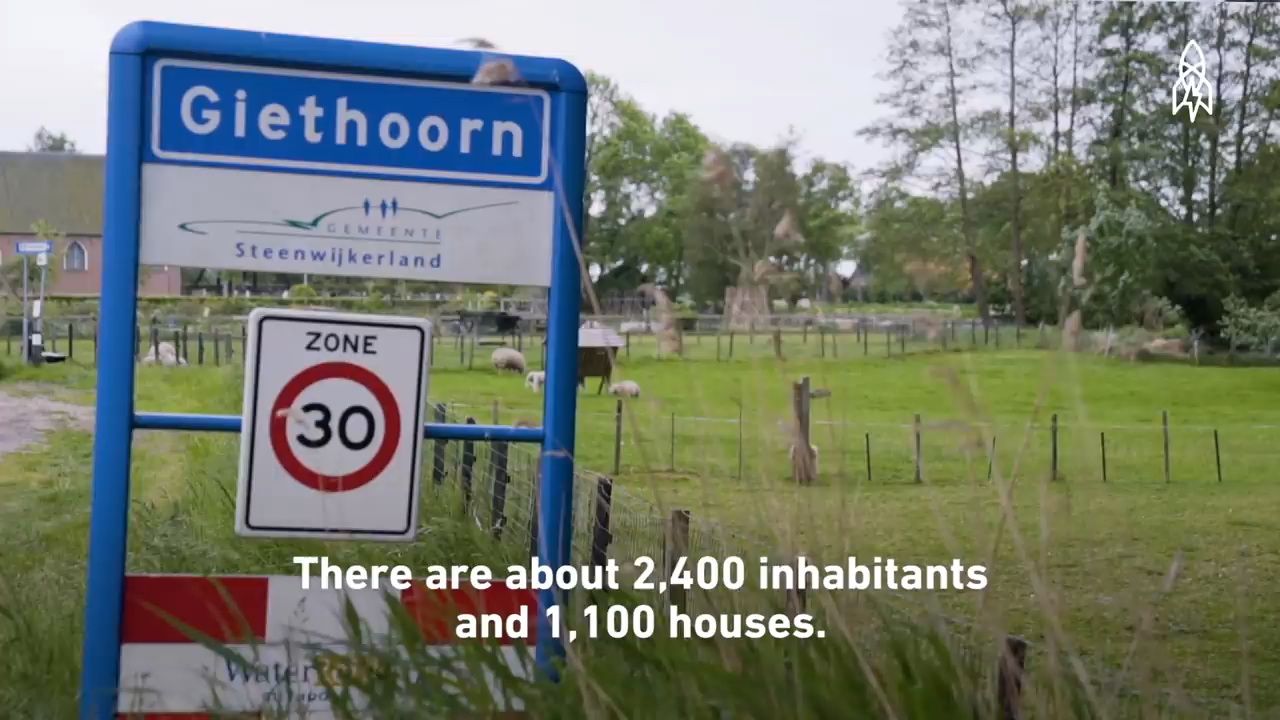 Giethoorn
GEMEENTE
Steenwijkerland
ZONE
30
There are about 2,400 inhabitants
and 1,100 houses.